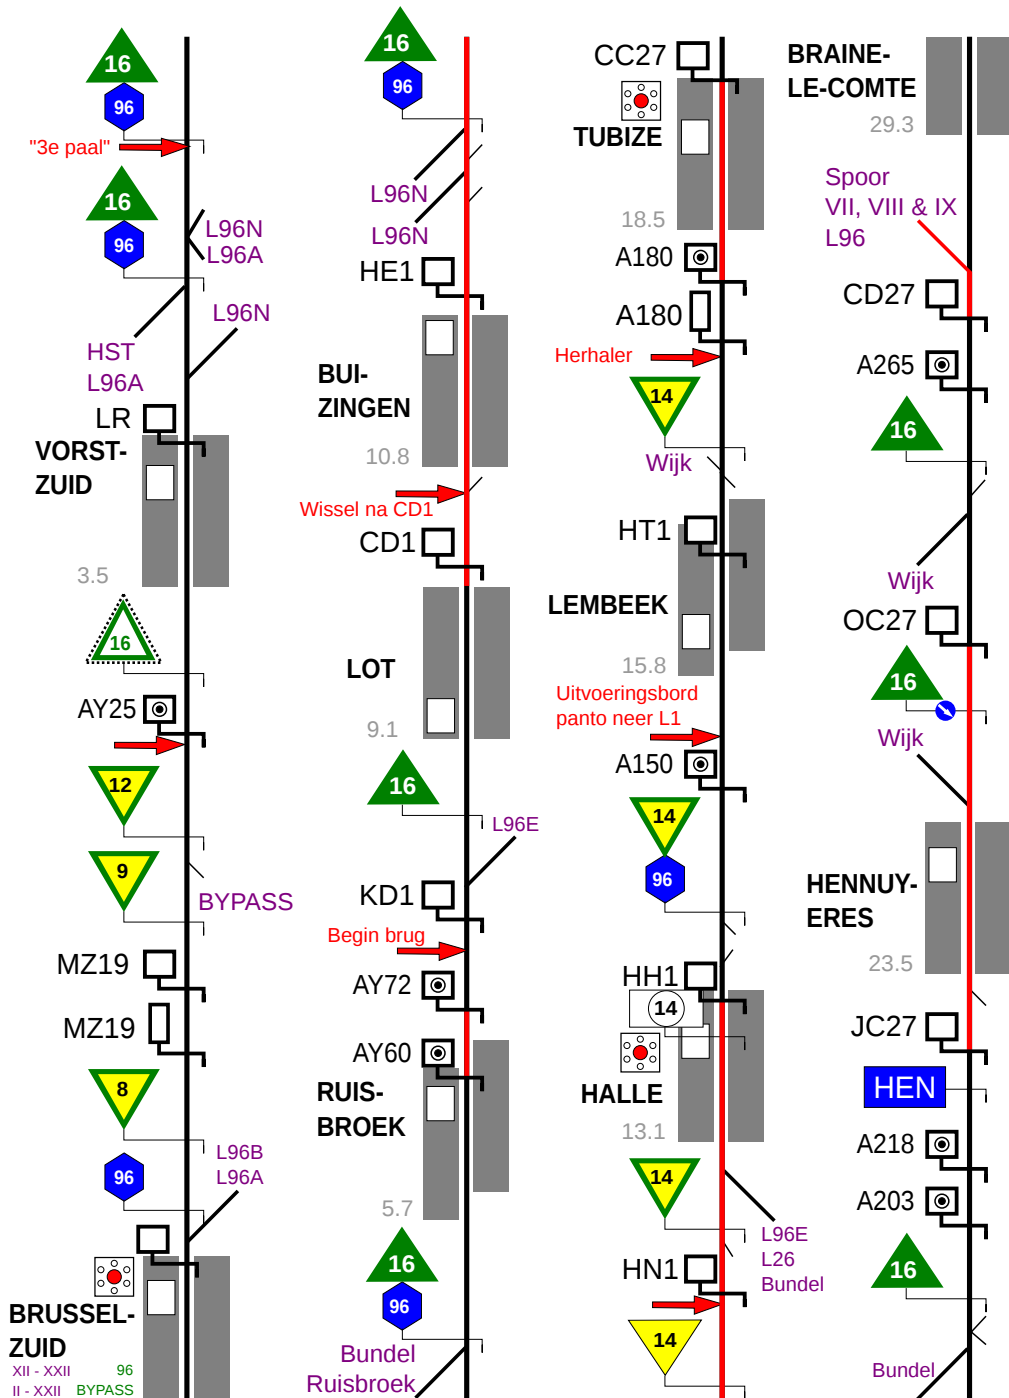 16
96
"3e paal"
16
96
L96N
L96A
L96N
HST
L96A
LR
VORST-
ZUID
3.5
16
AY25
12
9
BYPASS
MZ19
MZ19
8
96
L96B
L96A
BRUSSEL-
ZUID
XII - XXII 96
II - XXII BYPASS
16
96
L96N
L96N
HE1
BUI-
ZINGEN
10.8
Wissel na CD1
CD1
LOT
9.1
16
L96E
KD1
Begin brug
AY72
AY60
RUIS-
BROEK
5.7
16
96
Bundel
Ruisbroek
CC27
TUBIZE
18.5
A180
A180
Herhaler
14
Wijk
HT1
LEMBEEK
15.8
Uitvoeringsbord
panto neer L1
A150
14
96
HH1
14
HALLE
13.1
14
L96E
L26
Bundel
HN1
14
BRAINE-
LE-COMTE
29.3
Spoor
VII, VIII & IX
L96
CD27
A265
16
Wijk
OC27
16
Wijk
HENNUY-
ERES
23.5
JC27
HEN
A218
A203
16
Bundel